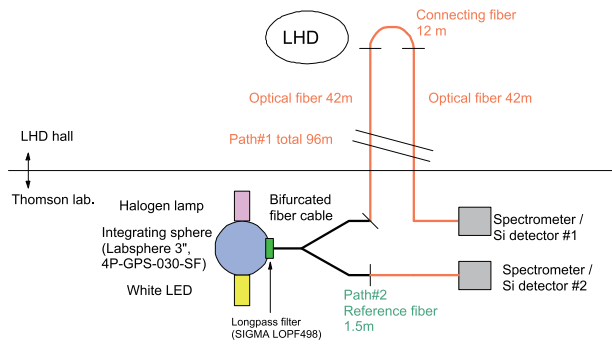 Connecting fiber
12 m
LHD
Optical fiber 42m
Optical fiber 42m
Path#1 total 96m
LHD hall
Thomson lab.
Halogen lamp
Bifurcated
fiber cable
Integrating sphere
(Labsphere 3",
4P-GPS-030-SF)
White LED
Longpass filter
(SIGMA LOPF498)
Spectrometer /
Si detector #1
Spectrometer /
Si detector #2
Path#2
Reference fiber
1.5m